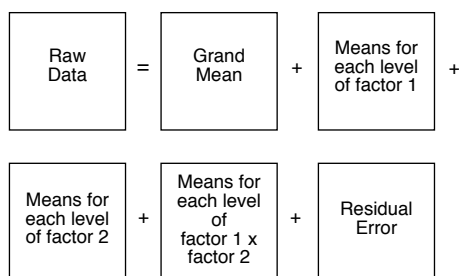 Raw
Data
=
Grand
Mean
+
Means for
each level
of factor 1
+
Means for
each level
of factor 2
+
Means for
each level
of
factor 1 x
factor 2
+
Residual
Error